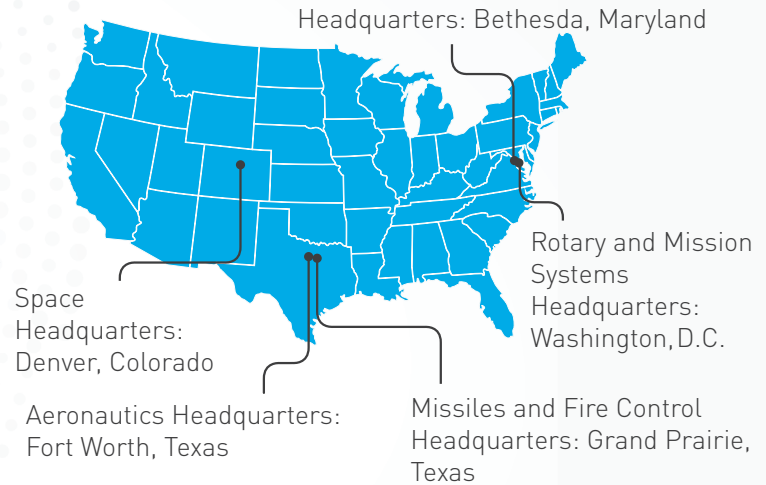 Headquarters: Bethesda, Maryland
Rotary and Mission
Systems
Headquarters:
Washington, D.C.
Space
Headquarters:
Denver, Colorado
Aeronautics Headquarters:
Fort Worth, Texas
Missiles and Fire Control
Headquarters: Grand Prairie,
Texas